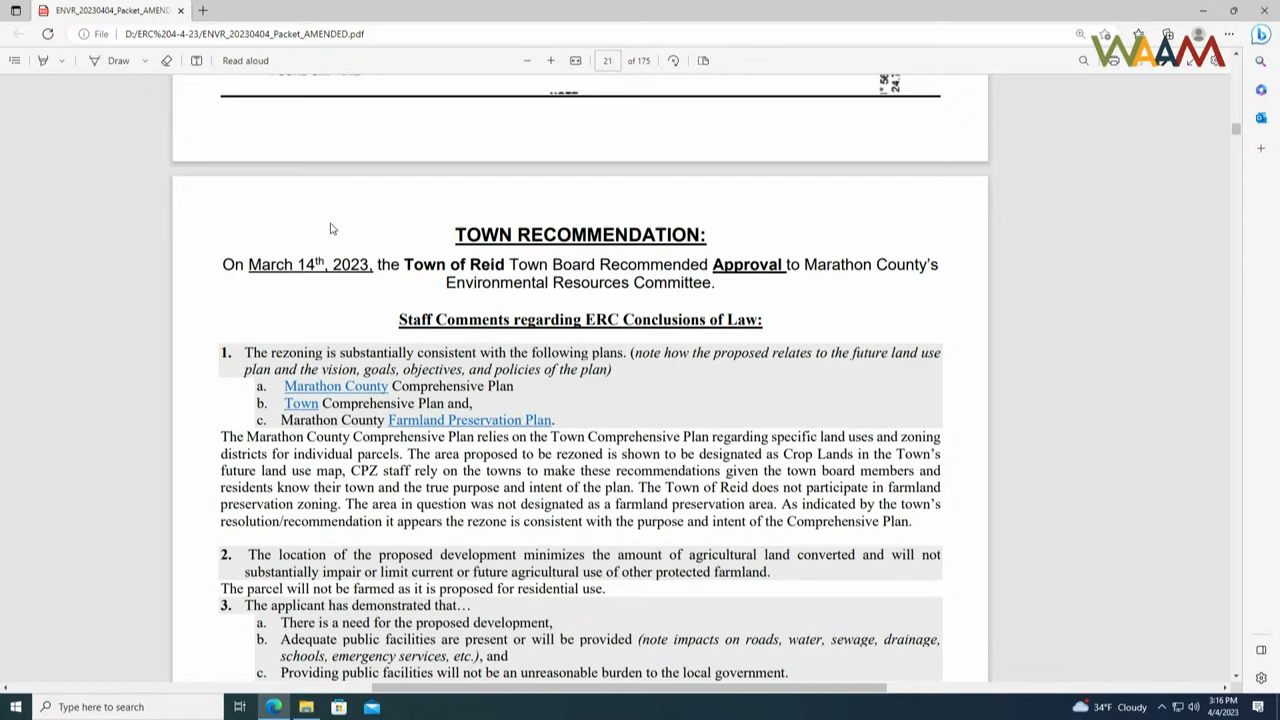 ENVR_20230404_Packet_AMEND
File D:/ERC%204-4-23/ENVR_20230404_Packet_AMENDED.pdf
WAAM
Draw Read aloud 21 of 175
TOWN RECOMMENDATION:
On March 14th, 2023, the Town of Reid Town Board Recommended Approval to Marathon County's
Environmental Resources Committee.
Staff Comments regarding ERC Conclusions of Law:
1. The rezoning is substantially consistent with the following plans. (note how the proposed relates to the future land use
plan and the vision, goals, objectives, and policies of the plan)
a. Marathon County Comprehensive Plan
b. Town Comprehensive Plan and,
c. Marathon County Farmland Preservation Plan.
The Marathon County Comprehensive Plan relies on the Town Comprehensive Plan regarding specific land uses and zoning
districts for individual parcels. The area proposed to be rezoned is shown to be designated as Crop Lands in the Town's
future land use map, CPZ staff rely on the towns to make these recommendations given the town board members and
residents know their town and the true purpose and intent of the plan. The Town of Reid does not participate in farmland
preservation zoning. The area in question was not designated as a farmland preservation area. As indicated by the town's
resolution/recommendation it appears the rezone is consistent with the purpose and intent of the Comprehensive Plan.
2. The location of the proposed development minimizes the amount of agricultural land converted and will not
substantially impair or limit current or future agricultural use of other protected farmland.
The parcel will not be farmed as it is proposed for residential use.
3. The applicant has demonstrated that…
a. There is a need for the proposed development,
b. Adequate public facilities are present or will be provided (note impacts on roads, water, sewage, drainage,
schools, emergency services, etc.), and
c. Providing public facilities will not be an unreasonable burden to the local government.
Type here to search
34°F Cloudy
3:16 PM
4/4/2023